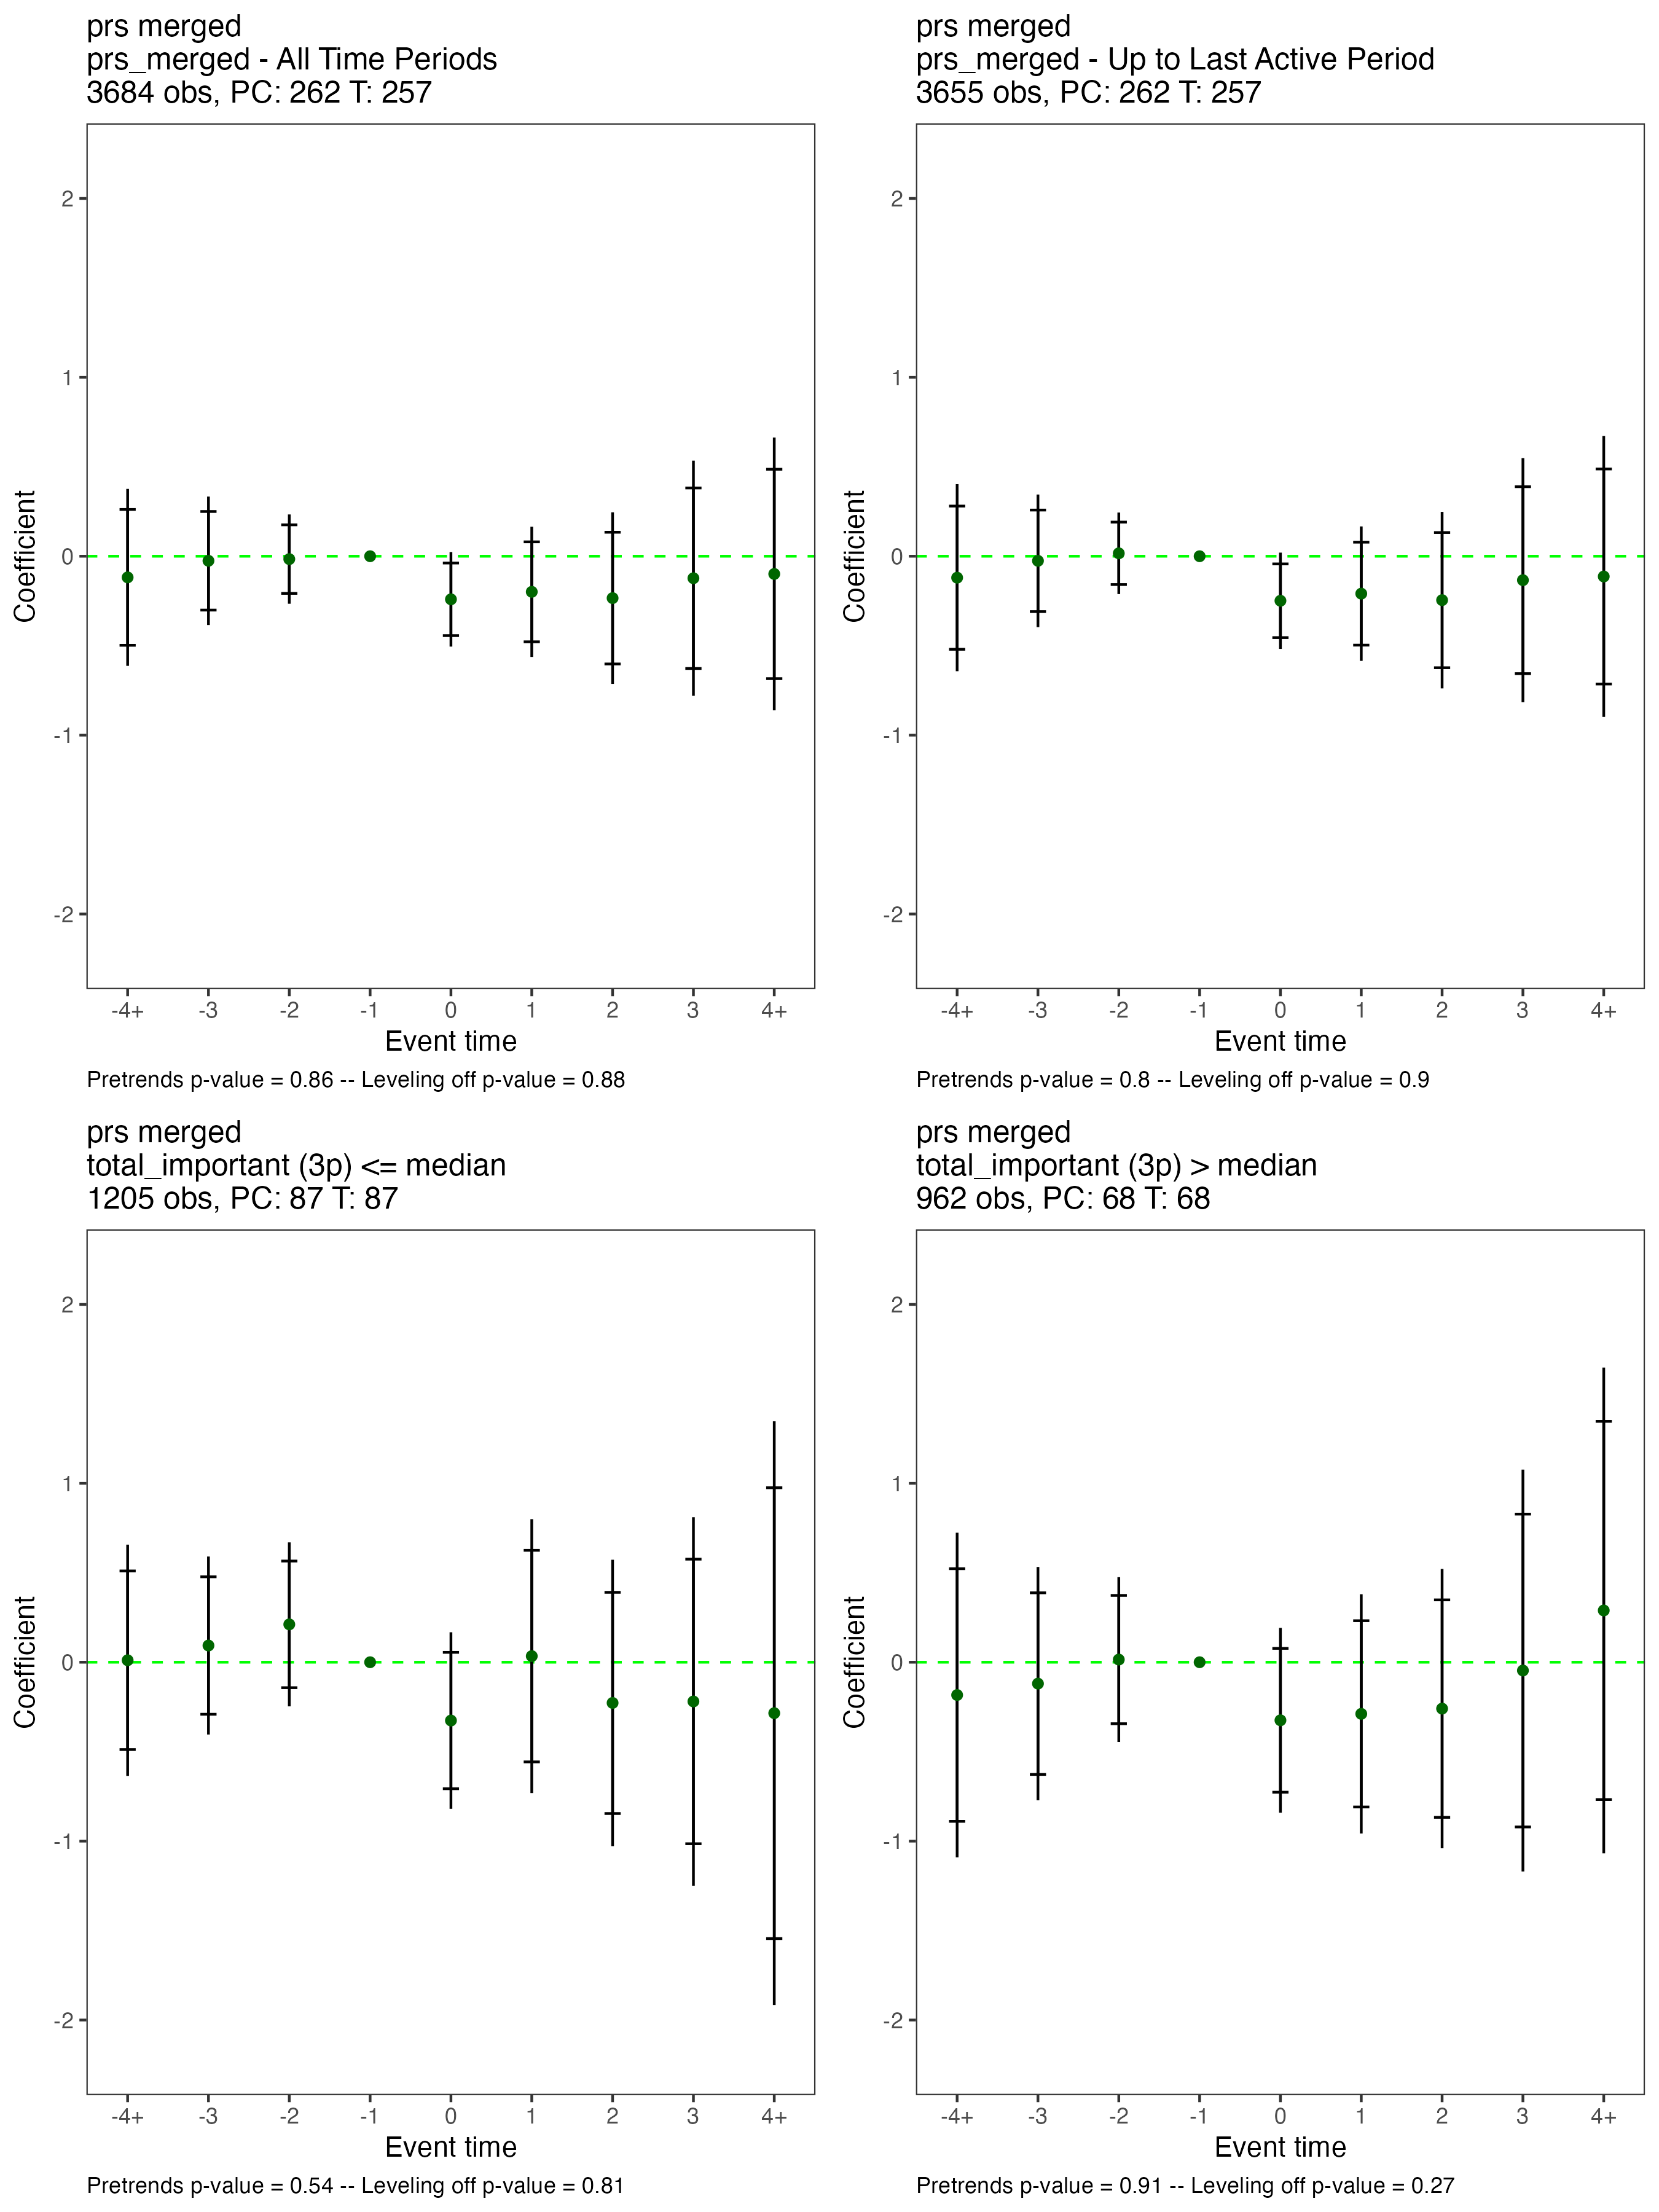 prs merged
prs_merged - All Time Periods
3684 obs, PC: 262 T: 257
2
1
0
-1
-2
Coefficient
-4+ -3 -2 -1 0 1 2 3 4+
Event time
Pretrends p-value = 0.86 -- Leveling off p-value = 0.88
prs merged
prs_merged - Up to Last Active Period
3655 obs, PC: 262 T: 257
2
1
0
-1
-2
Coefficient
-4+ -3 -2 -1 0 1 2 3 4+
Event time
Pretrends p-value = 0.8 -- Leveling off p-value = 0.9
prs merged
total_important (3p) <= median
1205 obs, PC: 87 T: 87
2
1
0
-1
-2
Coefficient
-4+ -3 -2 -1 0 1 2 3 4+
Event time
Pretrends p-value = 0.54 -- Leveling off p-value = 0.81
prs merged
total_important (3p) > median
962 obs, PC: 68 T: 68
2
1
0
-1
-2
Coefficient
-4+ -3 -2 -1 0 1 2 3 4+
Event time
Pretrends p-value = 0.91 -- Leveling off p-value = 0.27